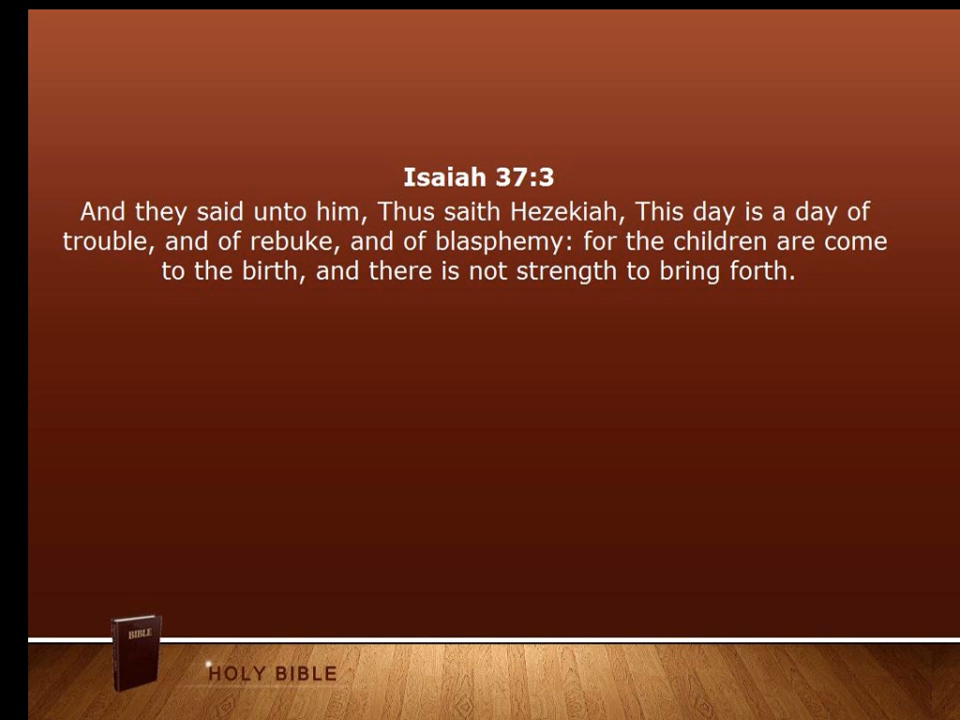 Isaiah 37:3
And they said unto him, Thus saith Hezekiah, This day is a day of
trouble, and of rebuke, and of blasphemy: for the children are come
to the birth, and there is not strength to bring forth.
BIBLE
HOLY BIBLE